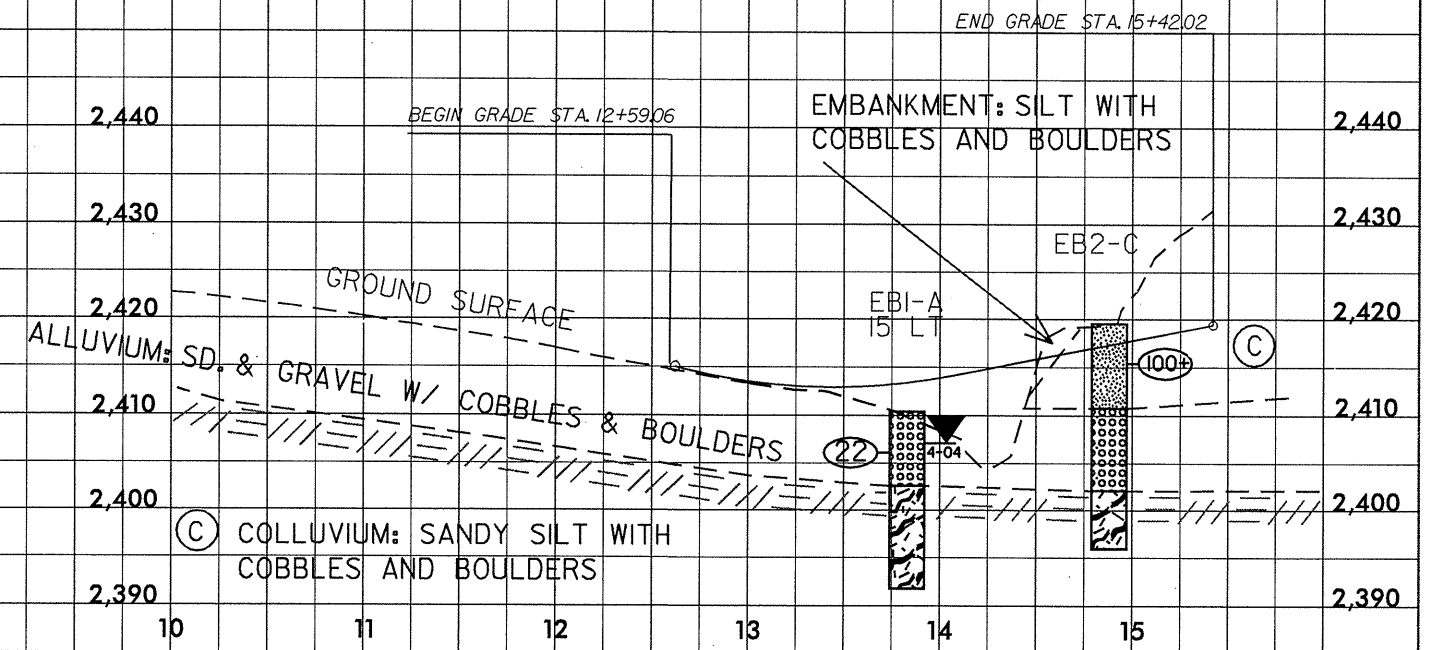 END GRADE STA. 15+42.02
BEGIN GRADE STA. 12+59.06
EMBANKMENT: SILT WITH
COBBLES AND BOULDERS
2,440
2,440
2,430
2,430
EB2-C
GROUND SURFACE
EB1-A
15 LT
2,420
2,420
ALLUVIUM: SD. & GRAVEL W/ COBBLES & BOULDERS
C
100+
2,410
2,410
22
4-04
2,400
2,400
C COLLUVIUM: SANDY SILT WITH
COBBLES AND BOULDERS
2,390
2,390
10 11 12 13 14 15